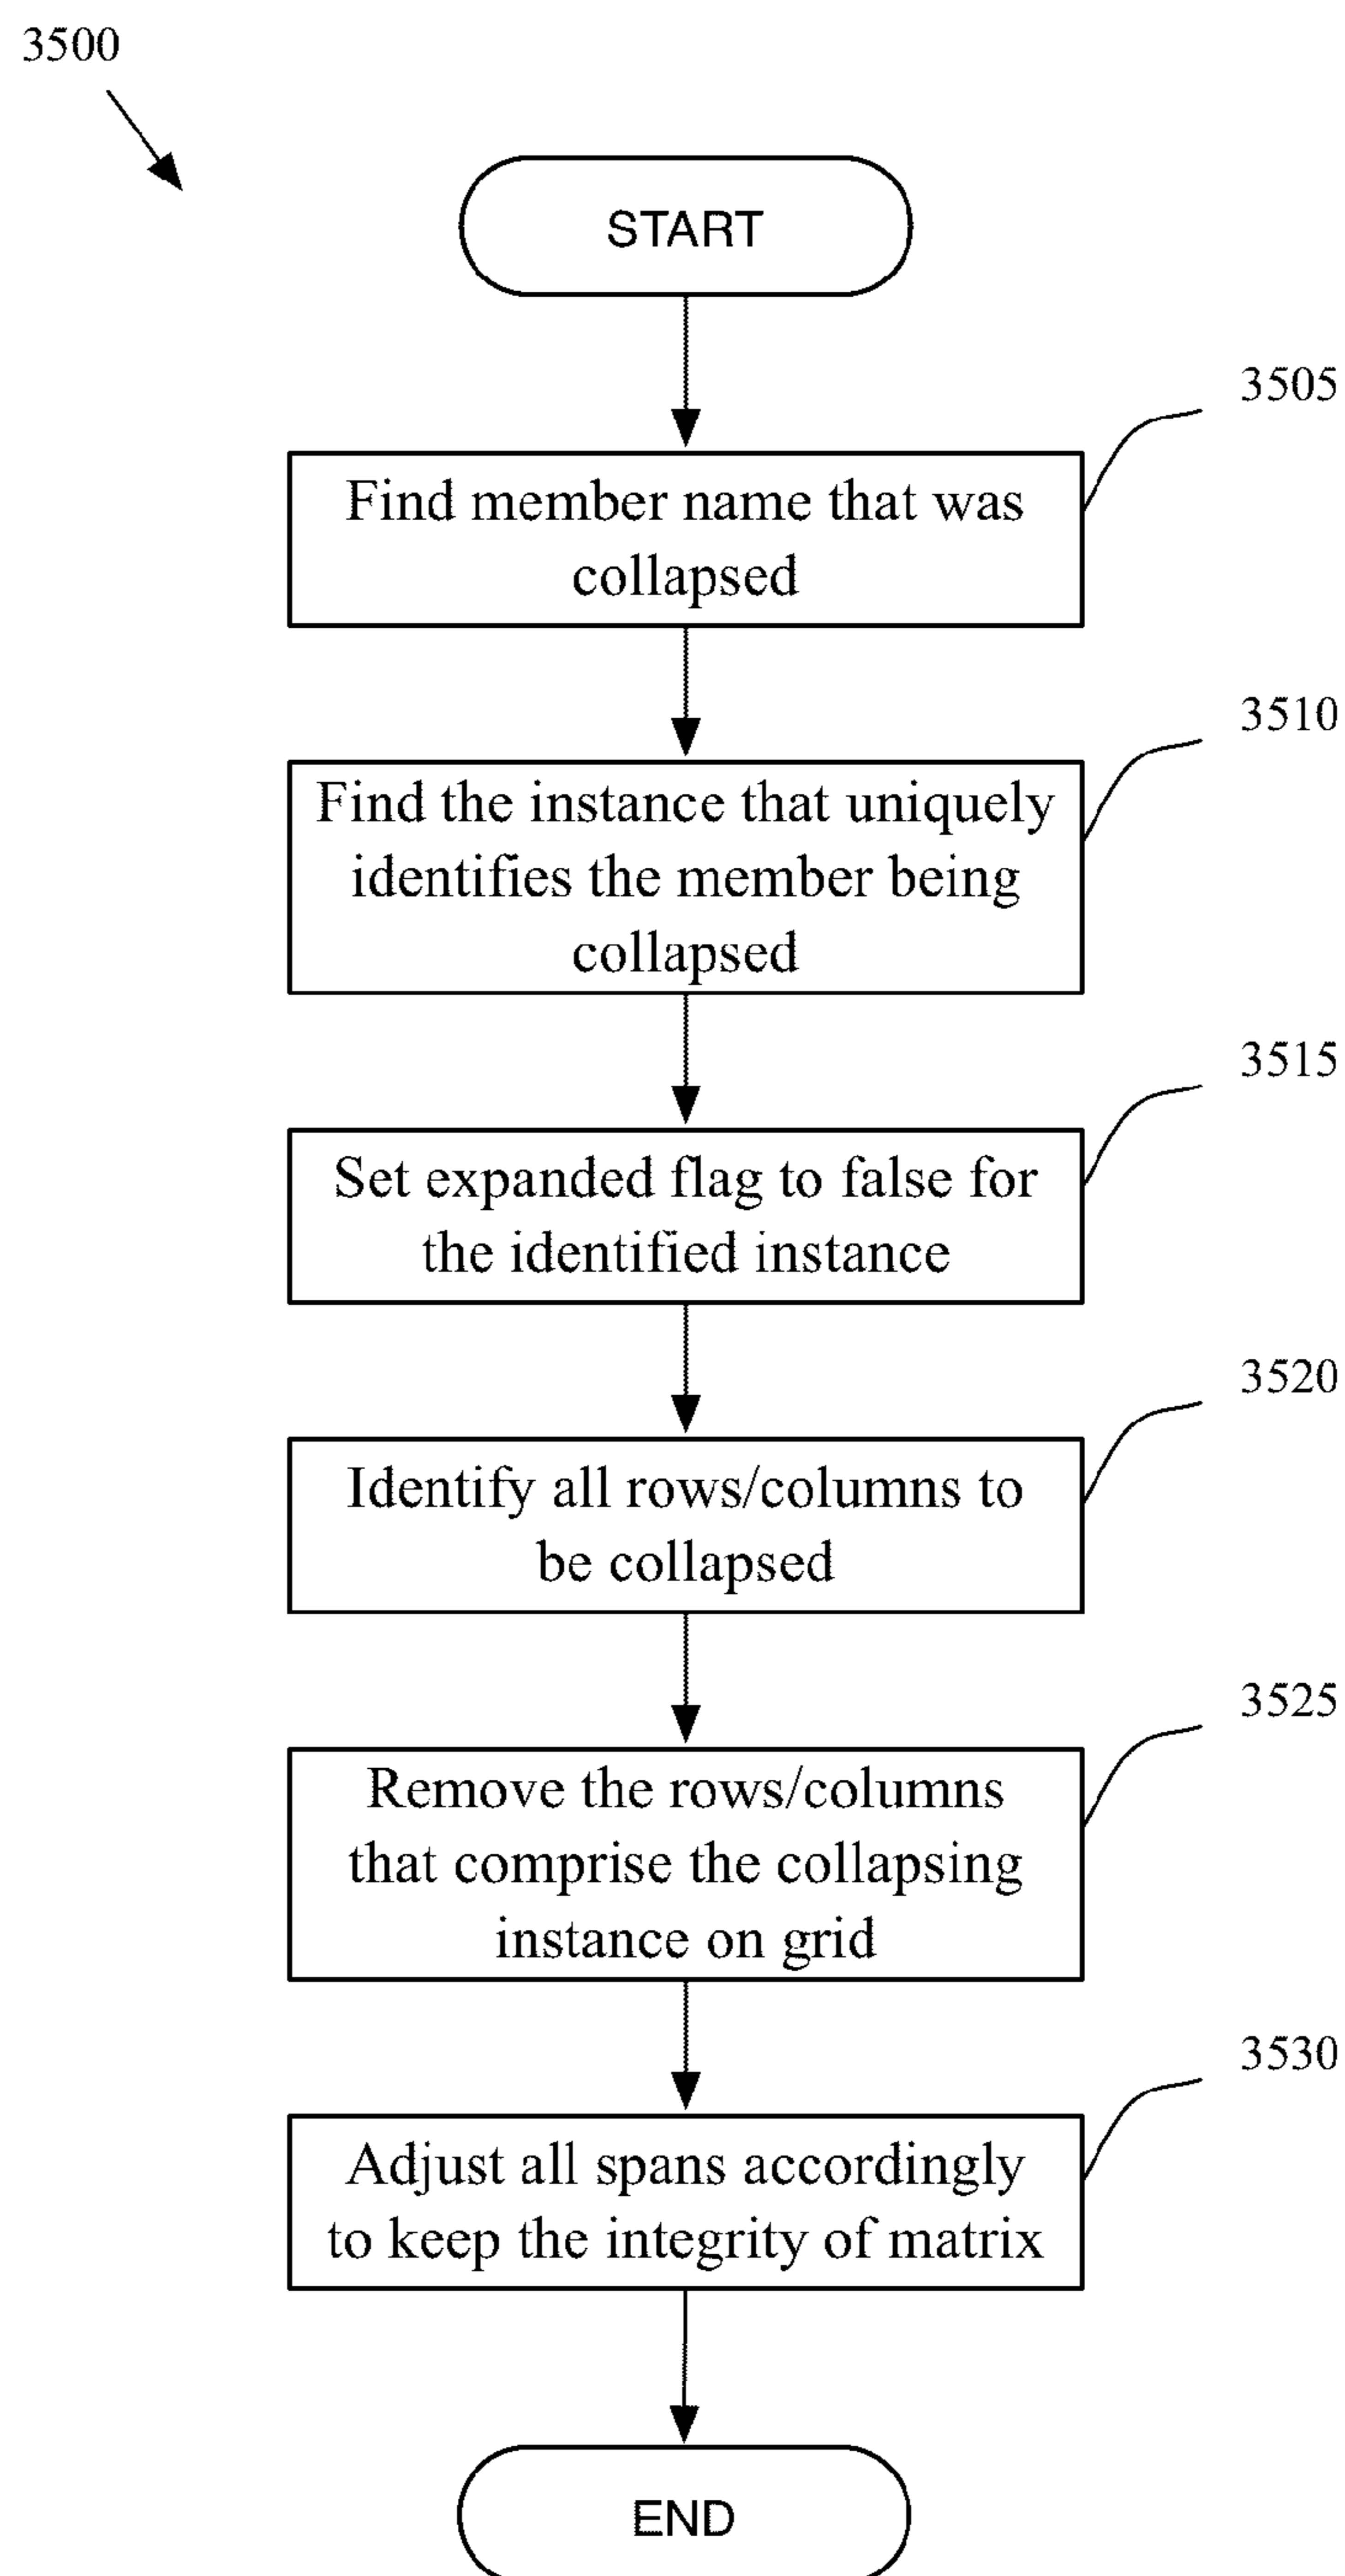 3500
START
3505
Find member name that was
collapsed
3510
Find the instance that uniquely
identifies the member being
collapsed
3515
Set expanded flag to false for
the identified instance
3520
Identify all rows/columns to
be collapsed
3525
Remove the rows/columns
that comprise the collapsing
instance on grid
3530
Adjust all spans accordingly
to keep the integrity of matrix
END